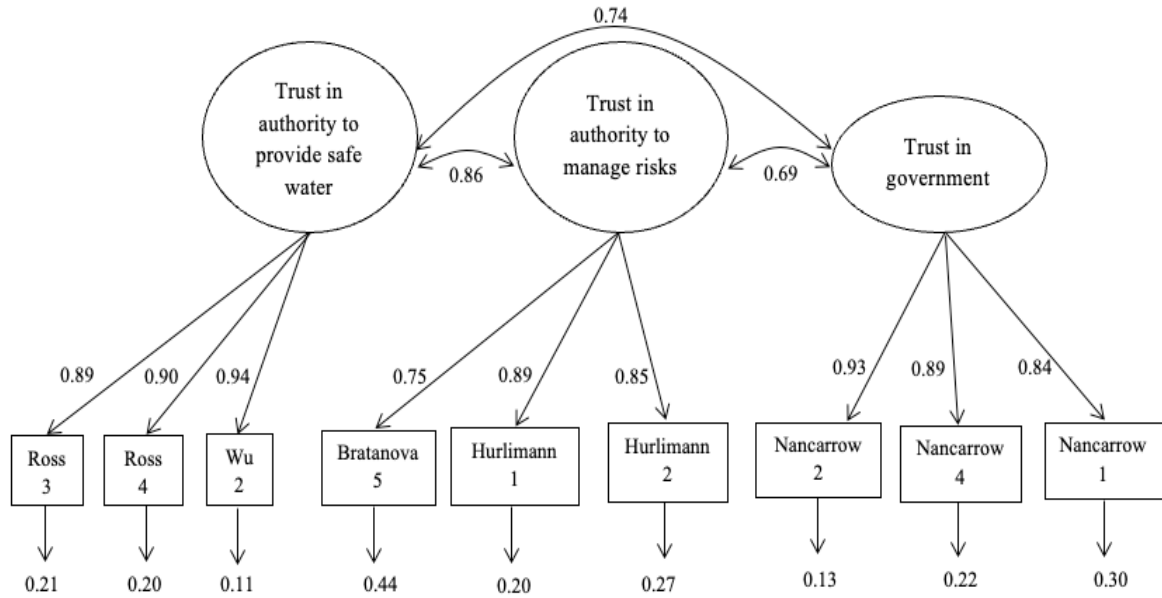 0.74
Trust in
authority to
provide safe
water
Trust in
authority to
manage risks
Trust in
government
0.86
0.69
0.89
0.90
0.94
0.75
0.89
0.85
0.93
0.89
0.84
Ross
3
Ross
4
Wu
2
Bratanova
5
Hurlimann
1
Hurlimann
2
Nancarrow
2
Nancarrow
4
Nancarrow
1
0.21
0.20
0.11
0.44
0.20
0.27
0.13
0.22
0.30